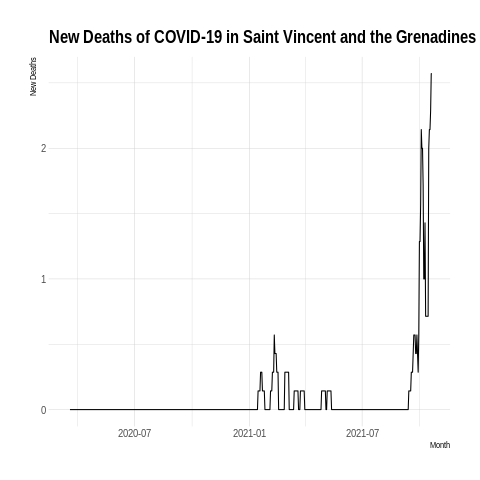 New Deaths of COVID-19 in Saint Vincent and the Grenadines
New Deaths
2
1
0
2020-07 2021-01 2021-07
Month